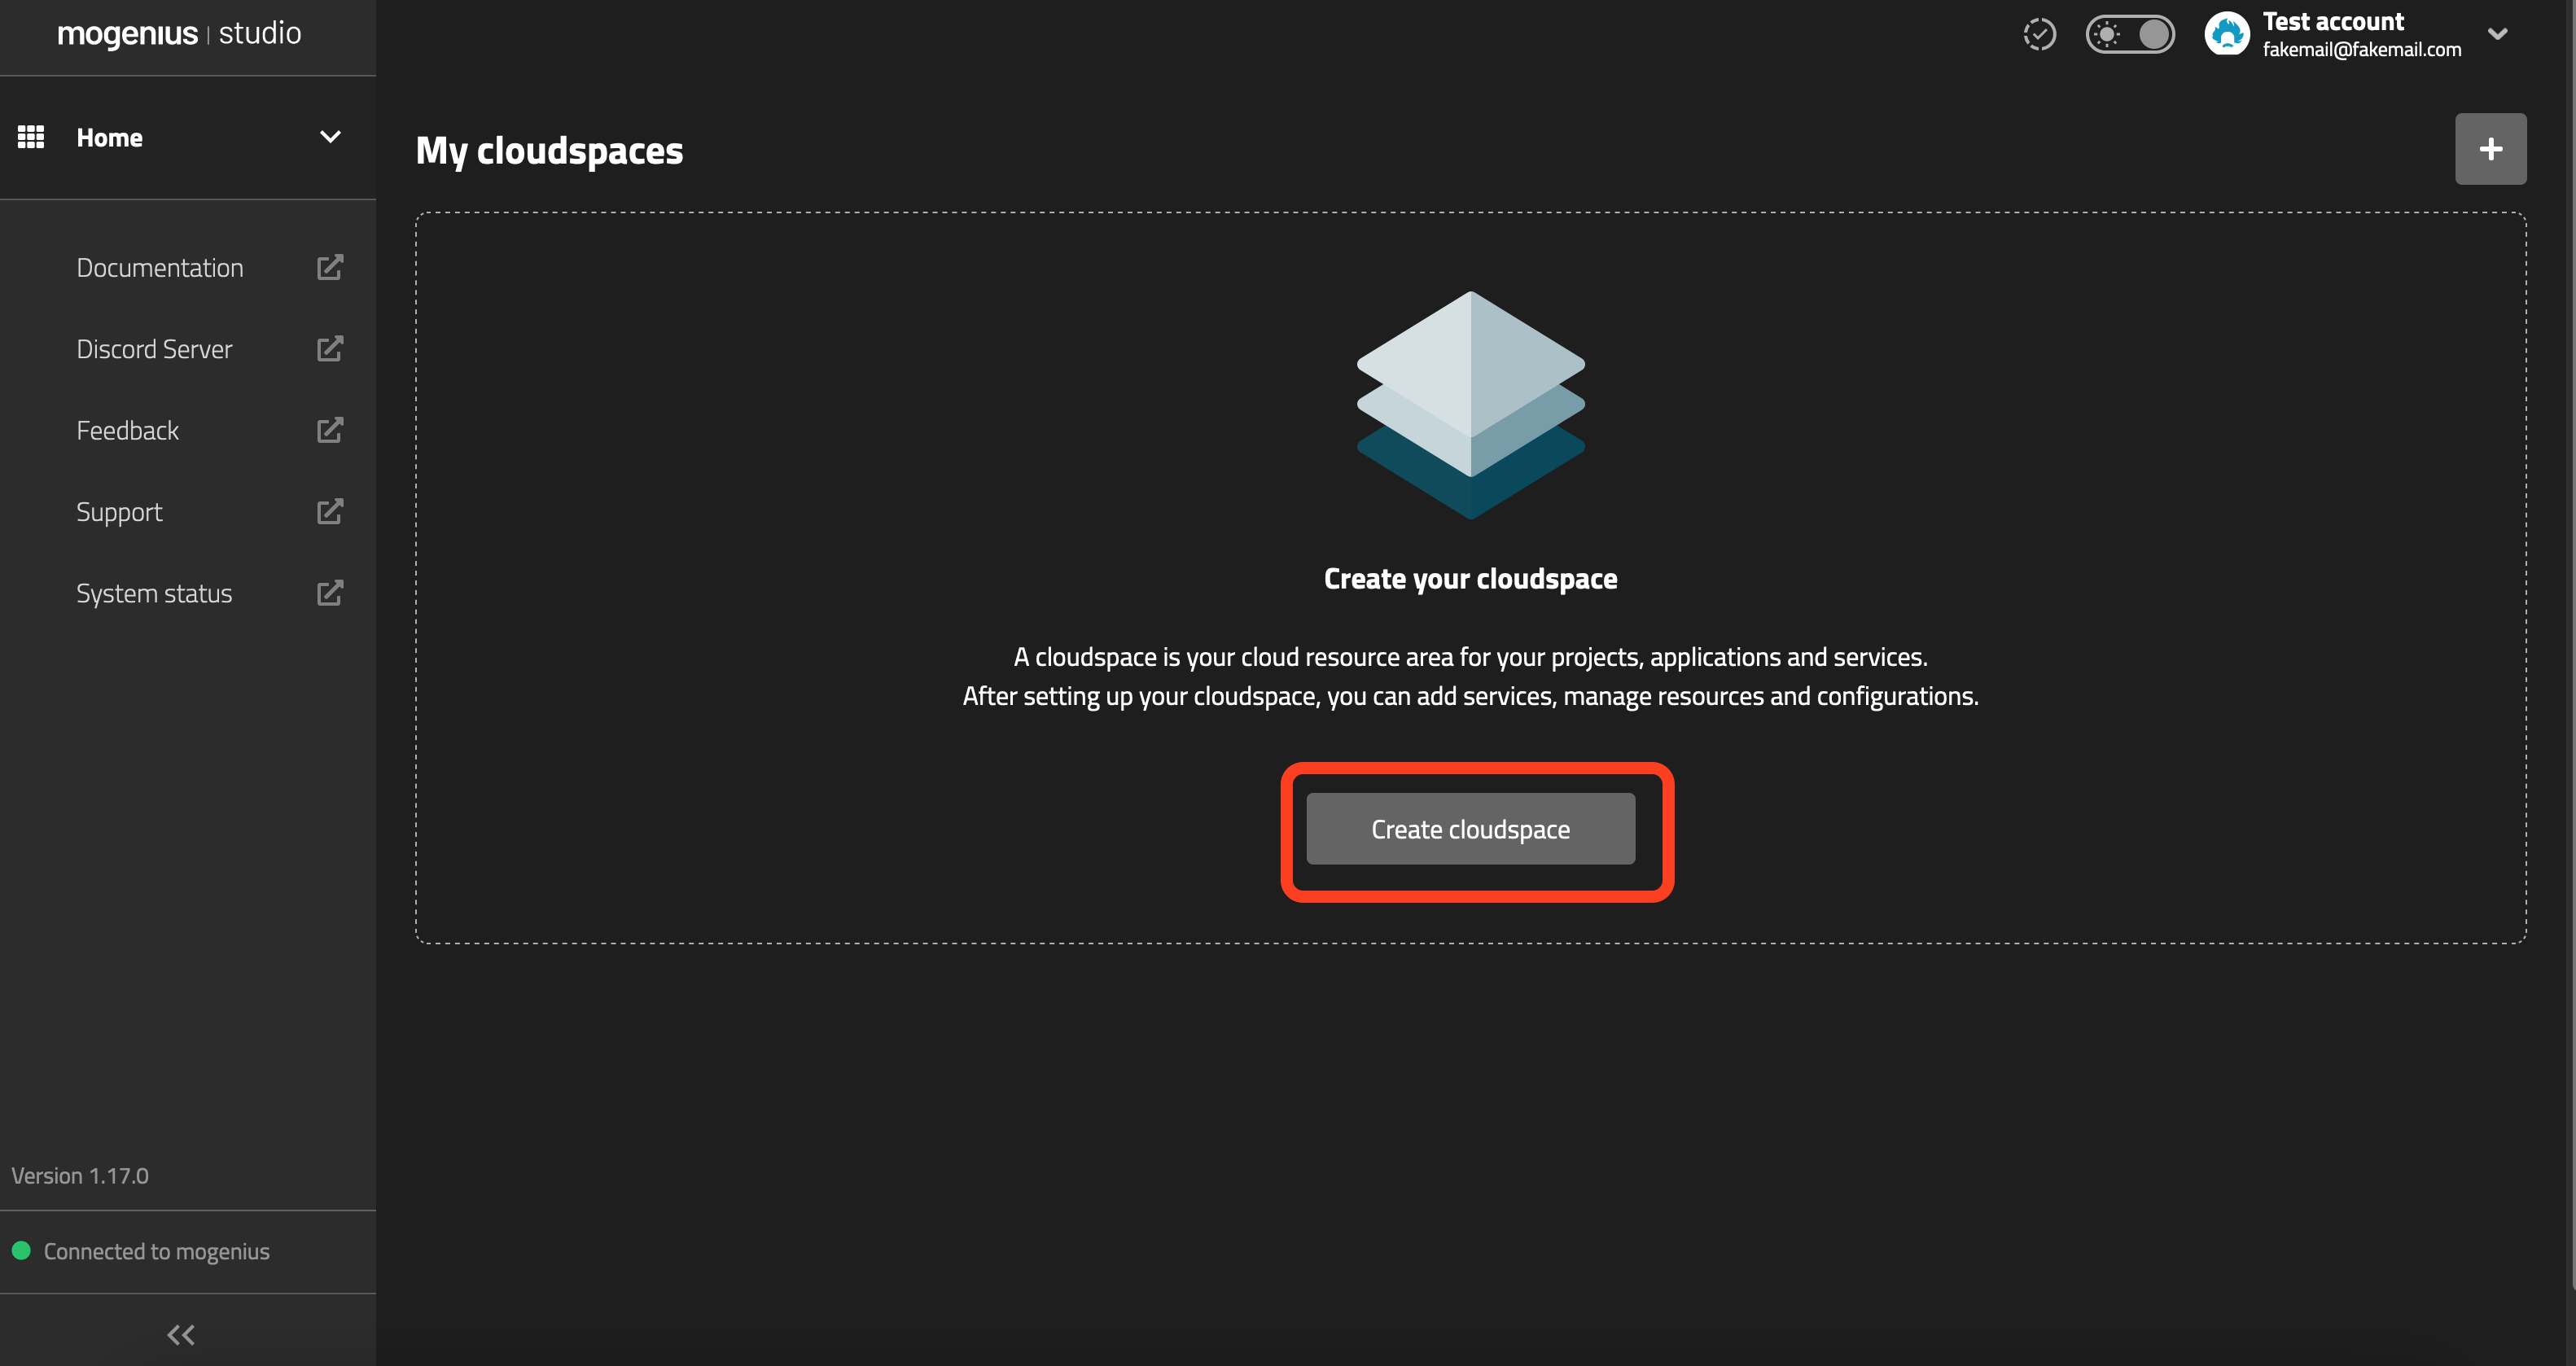 mogenius | studio
Test account
fakemail@fakemail.com
Home
My cloudspaces
Documentation
Discord Server
Feedback
Support
System status
Create your cloudspace
A cloudspace is your cloud resource area for your projects, applications and services.
After setting up your cloudspace, you can add services, manage resources and configurations.
Create cloudspace
Version 1.17.0
Connected to mogenius